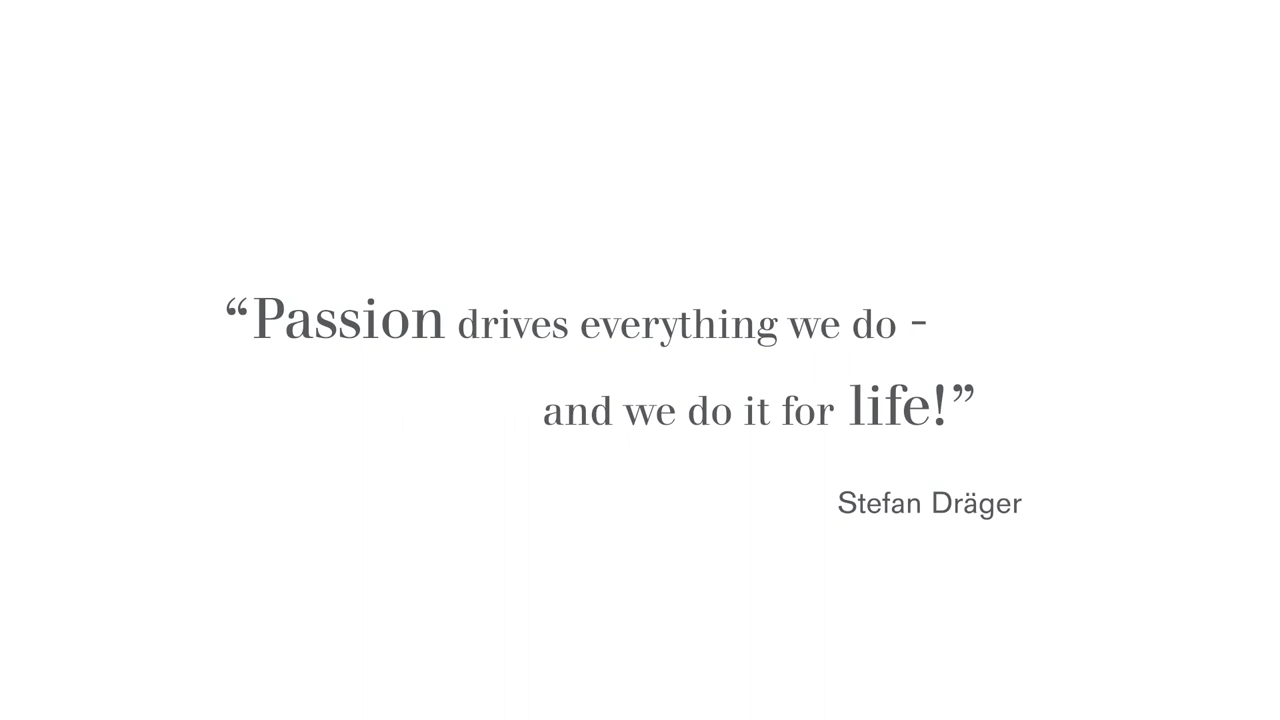 “Passion drives everything we do -
and we do it for life!”
Stefan Dräger